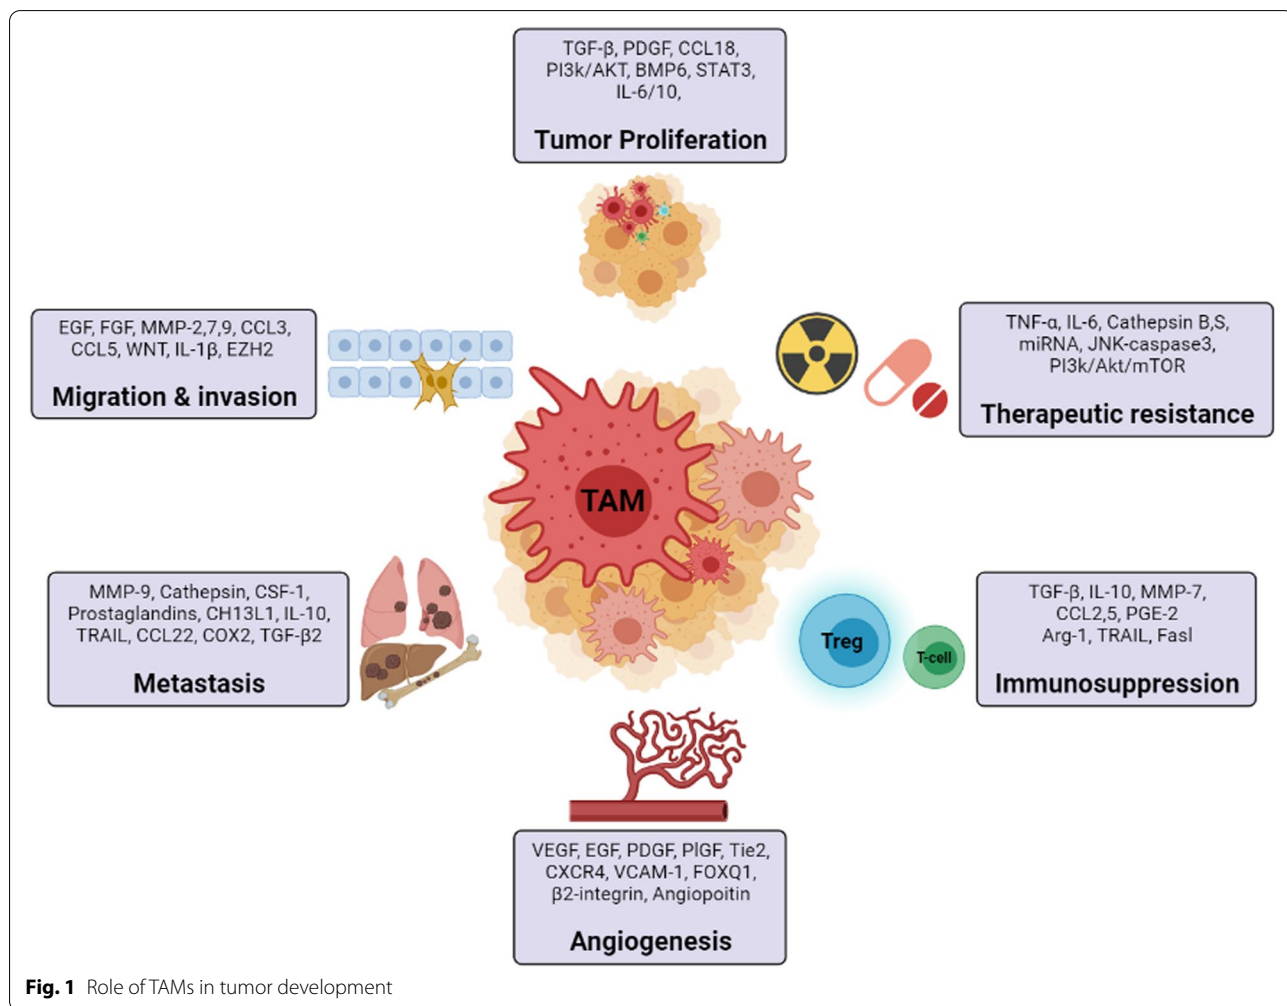 TGF-β, PDGF, CCL18,
PI3k/AKT, BMP6, STAT3,
IL-6/10,
Tumor Proliferation
EGF, FGF, MMP-2,7,9, CCL3,
CCL5, WNT, IL-1β, EZH2
Migration & invasion
TNF-α, IL-6, Cathepsin B,S,
miRNA, JNK-caspase3,
PI3k/Akt/mTOR
Therapeutic resistance
TAM
MMP-9, Cathepsin, CSF-1,
Prostaglandins, CH13L1, IL-10,
TRAIL, CCL22, COX2, TGF-β2
Metastasis
Treg
T-cell
TGF-β, IL-10, MMP-7,
CCL2,5, PGE-2
Arg-1, TRAIL, Fasl
Immunosuppression
VEGF, EGF, PDGF, PlGF, Tie2,
CXCR4, VCAM-1, FOXQ1,
β2-integrin, Angiopoitin
Angiogenesis
Fig. 1 Role of TAMs in tumor development